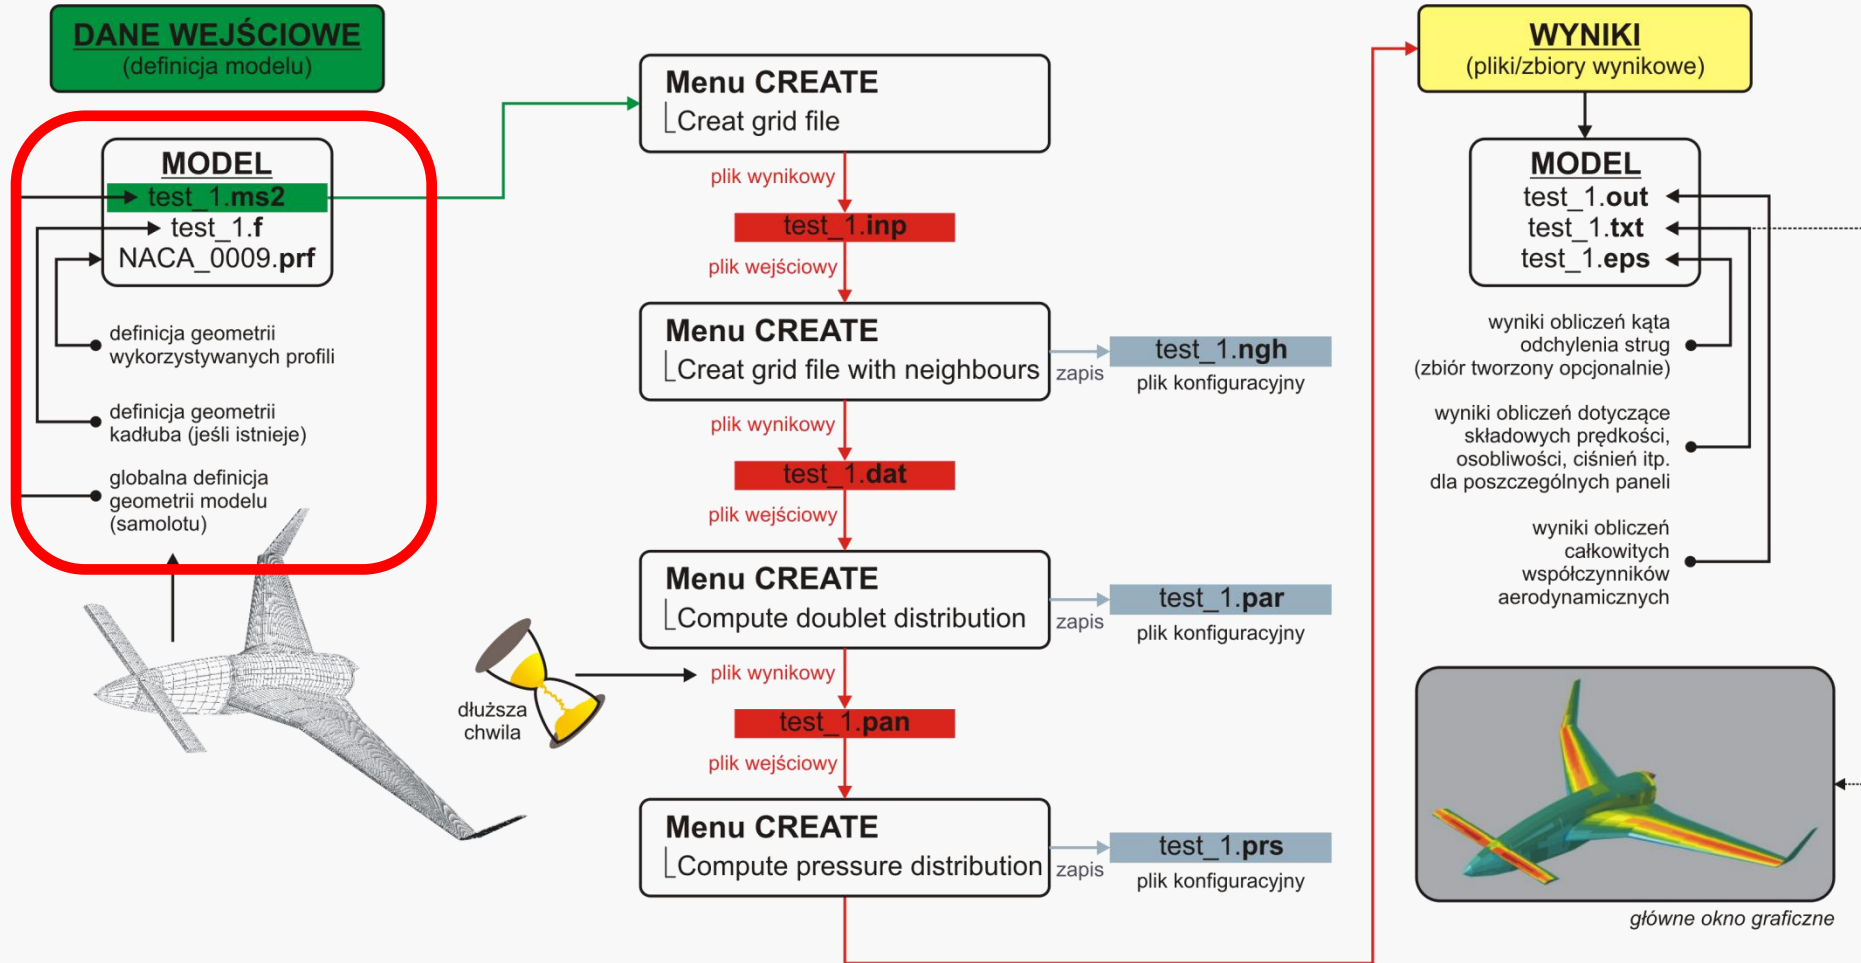 DANE WEJŚCIOWE
(definicja modelu)
MODEL
test_1.ms2
test_1.f
NACA_0009.prf
definicja geometrii
wykorzystywanych profili
definicja geometrii
kadłuba (jeśli istnieje)
globalna definicja
geometrii modelu
(samolotu)
Menu CREATE
Creat grid file
plik wynikowy
test_1.inp
plik wejściowy
Menu CREATE
Creat grid file with neighbours
zapis
test_1.ngh
plik konfiguracyjny
plik wynikowy
test_1.dat
plik wejściowy
Menu CREATE
Compute doublet distribution
zapis
test_1.par
plik konfiguracyjny
dłuższa
chwila
plik wynikowy
test_1.pan
plik wejściowy
Menu CREATE
Compute pressure distribution
zapis
test_1.prs
plik konfiguracyjny
WYNIKI
(pliki/zbiory wynikowe)
MODEL
test_1.out
test_1.txt
test_1.eps
wyniki obliczeń kąta
odchylenia strug
(zbiór tworzony opcjonalnie)
wyniki obliczeń dotyczące
składowych prędkości,
osobliwości, ciśnień itp.
dla poszczególnych paneli
wyniki obliczeń
całkowitych
współczynników
aerodynamicznych
główne okno graficzne